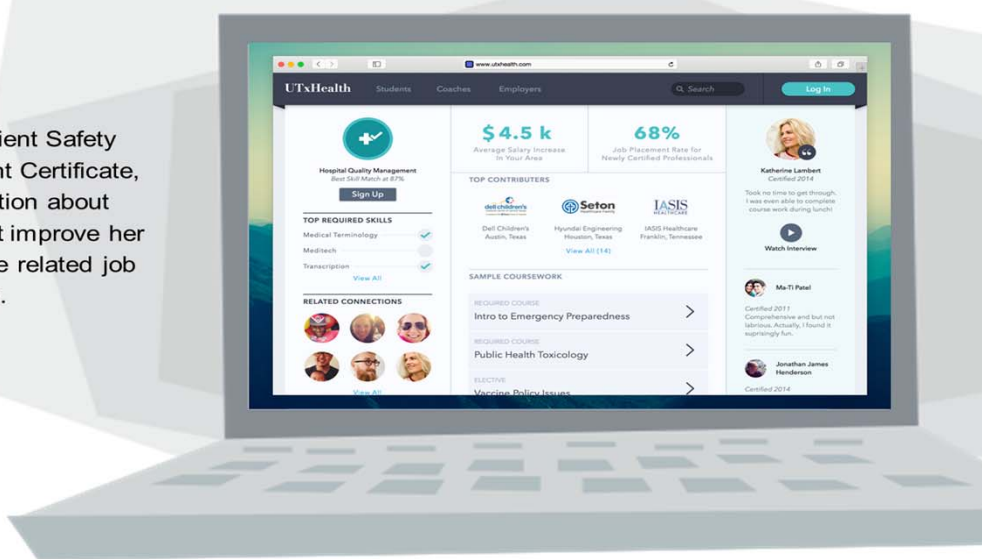 ient Safety
nt Certificate,
tion about
t improve her
e related job
.
www.utxhealth.com
UTxHealth
Students
Coaches
Employers
Search
Log In
Hospital Quality Management
Best Skill Match at 87%
Sign Up
TOP REQUIRED SKILLS
Medical Terminology
Meditech
Transcription
View All
RELATED CONNECTIONS
View All
$4.5 k
Average Salary Increase
In Your Area
68%
Job Placement Rate for
Newly Certified Professionals
TOP CONTRIBUTERS
dell children's
Seton
IASIS
HEALTHCARE
Dell Children's
Austin, Texas
Hyundai Engineering
Houston, Texas
IASIS Healthcare
Franklin, Tennessee
View All (14)
SAMPLE COURSEWORK
REQUIRED COURSE
Intro to Emergency Preparedness
REQUIRED COURSE
Public Health Toxicology
ELECTIVE
Vaccine Policy Issues
Katherine Lambert
Certified 2014
Took no time to get through.
I was even able to complete
course work during lunch!
Watch Interview
Ma-Ti Patel
Certified 2011
Comprehensive and but not
labrious. Actually, I found it
suprisingly fun.
Jonathan James
Henderson
Certified 2014